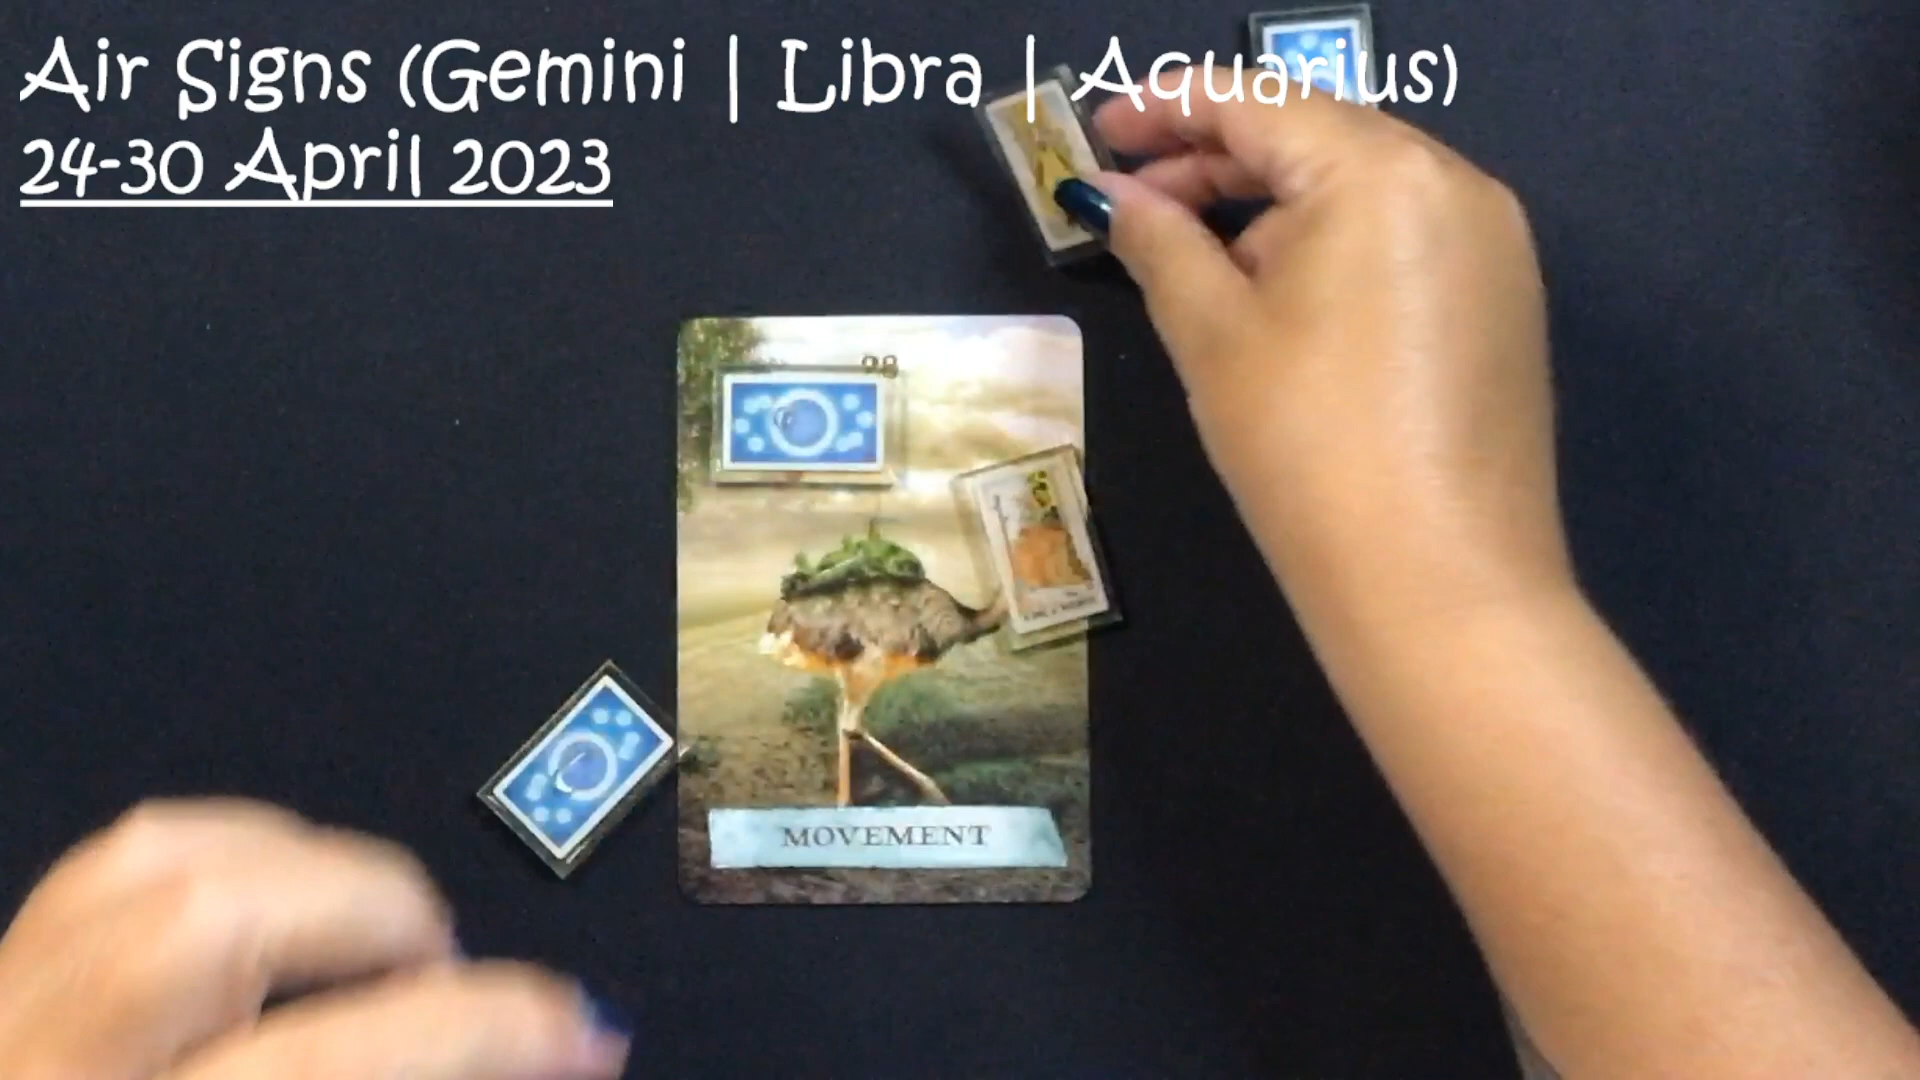 Air Signs (Gemini | Libra | Aquarius)
24-30 April 2023
MOVEMENT